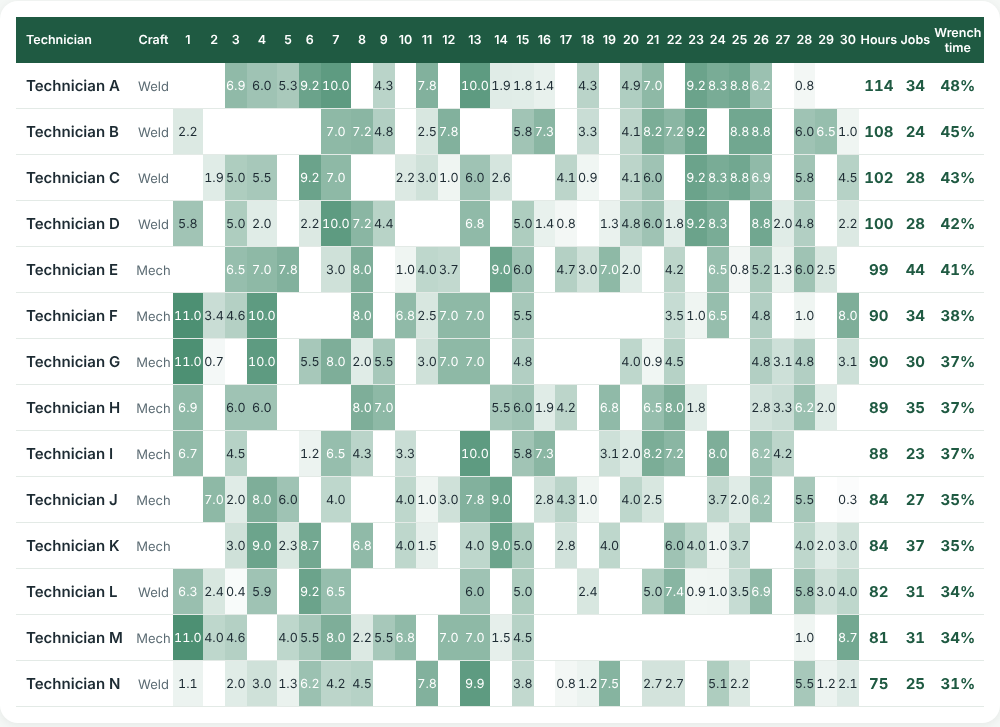 Technician Craft 1 2 3 4 5 6 7 8 9 10 11 12 13 14 15 16 17 18 19 20 21 22 23 24 25 26 27 28 29 30 Hours Jobs Wrench time
Technician A Weld 6.9 6.0 5.3 9.2 10.0 4.3 7.8 10.0 1.9 1.8 1.4 4.3 4.9 7.0 9.2 8.3 8.8 6.2 0.8 114 34 48%
Technician B Weld 2.2 7.0 7.2 4.8 2.5 7.8 5.8 7.3 3.3 4.1 8.2 7.2 9.2 8.8 8.8 6.0 6.5 1.0 108 24 45%
Technician C Weld 1.9 5.0 5.5 9.2 7.0 2.2 3.0 1.0 6.0 2.6 4.1 0.9 4.1 6.0 9.2 8.3 8.8 6.9 5.8 4.5 102 28 43%
Technician D Weld 5.8 5.0 2.0 2.2 10.0 7.2 4.4 6.8 5.0 1.4 0.8 1.3 4.8 6.0 1.8 9.2 8.3 8.8 2.0 4.8 2.2 100 28 42%
Technician E Mech 6.5 7.0 7.8 3.0 8.0 1.0 4.0 3.7 9.0 6.0 4.7 3.0 7.0 2.0 4.2 6.5 0.8 5.2 1.3 6.0 2.5 99 44 41%
Technician F Mech 11.0 3.4 4.6 10.0 8.0 6.8 2.5 7.0 7.0 5.5 3.5 1.0 6.5 4.8 1.0 8.0 90 34 38%
Technician G Mech 11.0 0.7 10.0 5.5 8.0 2.0 5.5 3.0 7.0 7.0 4.8 4.0 0.9 4.5 4.8 3.1 4.8 3.1 90 30 37%
Technician H Mech 6.9 6.0 6.0 8.0 7.0 5.5 6.0 1.9 4.2 6.8 6.5 8.0 1.8 2.8 3.3 6.2 2.0 89 35 37%
Technician I Mech 6.7 4.5 1.2 6.5 4.3 3.3 10.0 5.8 7.3 3.1 2.0 8.2 7.2 8.0 6.2 4.2 88 23 37%
Technician J Mech 7.0 2.0 8.0 6.0 4.0 4.0 1.0 3.0 7.8 9.0 2.8 4.3 1.0 4.0 2.5 3.7 2.0 6.2 5.5 0.3 84 27 35%
Technician K Mech 3.0 9.0 2.3 8.7 6.8 4.0 1.5 4.0 9.0 5.0 2.8 4.0 6.0 4.0 1.0 3.7 4.0 2.0 3.0 84 37 35%
Technician L Weld 6.3 2.4 0.4 5.9 9.2 6.5 6.0 5.0 2.4 5.0 7.4 0.9 1.0 3.5 6.9 5.8 3.0 4.0 82 31 34%
Technician M Mech 11.0 4.0 4.6 4.0 5.5 8.0 2.2 5.5 6.8 7.0 7.0 1.5 4.5 1.0 8.7 81 31 34%
Technician N Weld 1.1 2.0 3.0 1.3 6.2 4.2 4.5 7.8 9.9 3.8 0.8 1.2 7.5 2.7 2.7 5.1 2.2 5.5 1.2 2.1 75 25 31%